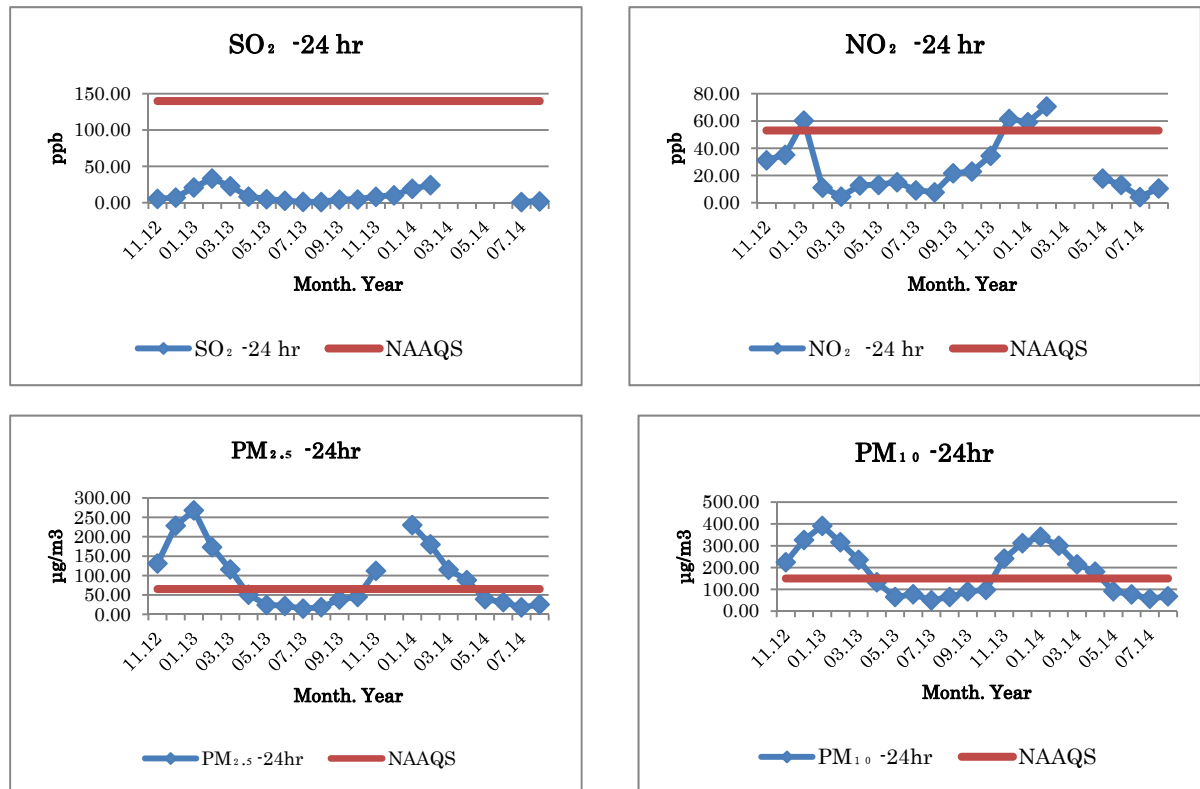 SO₂ -24 hr
150.00
100.00
50.00
0.00
ppb
11.12 01.13 03.13 05.13 07.13 09.13 11.13 01.14 03.14 05.14 07.14
Month. Year
SO₂ -24 hr NAAQS
NO₂ -24 hr
80.00
60.00
40.00
20.00
0.00
ppb
11.12 01.13 03.13 05.13 07.13 09.13 11.13 01.14 03.14 05.14 07.14
Month. Year
NO₂ -24 hr NAAQS
PM₂.₅ -24hr
300.00
250.00
200.00
150.00
100.00
50.00
0.00
µg/m3
11.12 01.13 03.13 05.13 07.13 09.13 11.13 01.14 03.14 05.14 07.14
Month. Year
PM₂.₅ -24hr NAAQS
PM₁₀ -24hr
500.00
400.00
300.00
200.00
100.00
0.00
µg/m3
11.12 01.13 03.13 05.13 07.13 09.13 11.13 01.14 03.14 05.14 07.14
Month. Year
PM₁₀ -24hr NAAQS